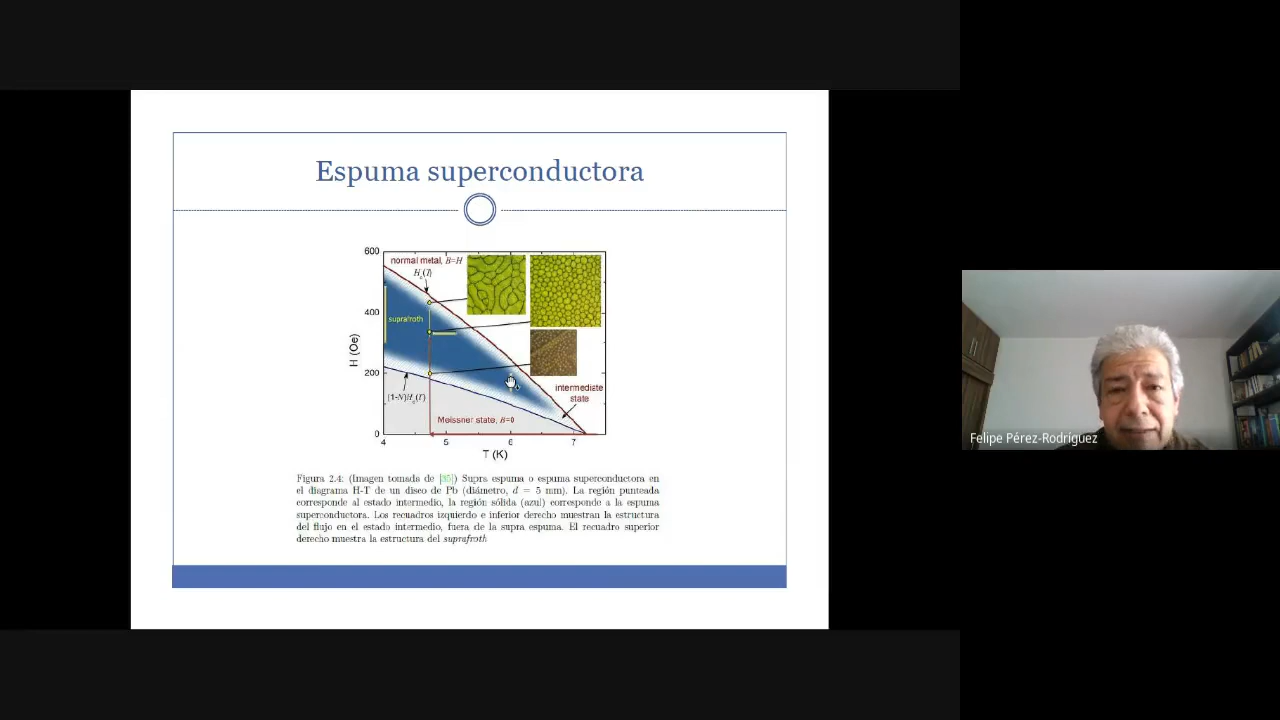 Espuma superconductora
600
400
200
0
H (Oe)
normal metal, B=H
Hc(T)
suprafroth
(1-N)Hc(T)
intermediate
state
Meissner state, B=0
4
5
6
7
T (K)
Figura 2.4: (Imagen tomada de [35]) Supra espuma o espuma superconductora en
el diagrama H-T de un disco de Pb (diámetro, d = 5 mm). La región punteada
corresponde al estado intermedio, la región sólida (azul) corresponde a la espuma
superconductora. Los recuadros izquierdo e inferior derecho muestran la estructura
del flujo en el estado intermedio, fuera de la supra espuma. El recuadro superior
derecho muestra la estructura del suprafroth
Felipe Pérez-Rodríguez